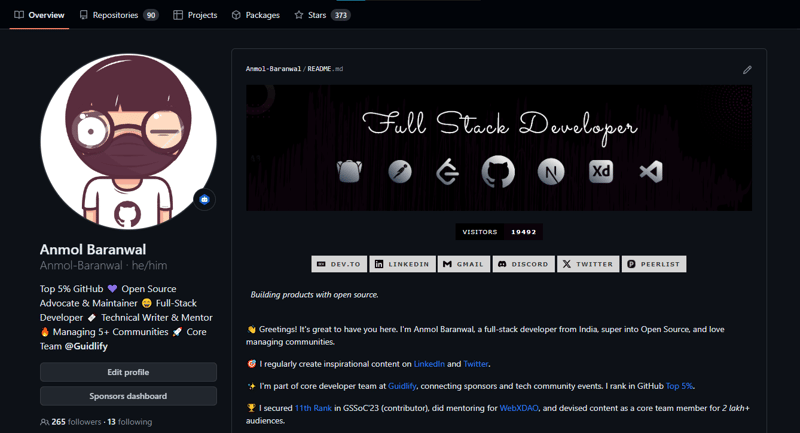 Overview Repositories 90 Projects Packages Stars 373
Anmol-Baranwal/README.md
Full Stack Developer
Xd
VISITORS 19492
DEV.TO LINKEDIN GMAIL DISCORD TWITTER PEERLIST
Building products with open source.
👋 Greetings! It's great to have you here. I'm Anmol Baranwal, a full-stack developer from India, super into Open Source, and love
managing communities.
🎯 I regularly create inspirational content on LinkedIn and Twitter.
✨ I'm part of core developer team at Guidlify, connecting sponsors and tech community events. I rank in GitHub Top 5%.
🏆 I secured 11th Rank in GSSoC'23 (contributor), did mentoring for WebXDAO, and devised content as a core team member for 2 lakh+
audiences.
Anmol Baranwal
Anmol-Baranwal · he/him
Top 5% GitHub 💜 Open Source
Advocate & Maintainer 😄 Full-Stack
Developer Technical Writer & Mentor
🔥 Managing 5+ Communities 🚀 Core
Team @Guidlify
Edit profile
Sponsors dashboard
265 followers · 13 following